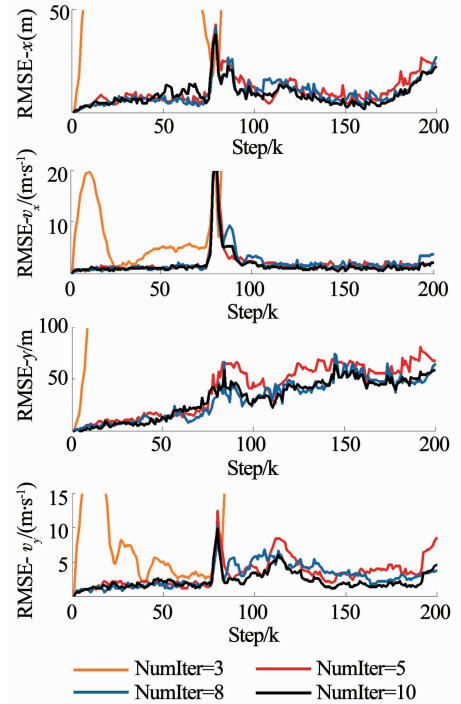 50
RMSE-x(m)
0 50 100 150 200
Step/k
20
10
RMSE-vₓ/(m·s⁻¹)
0 50 100 150 200
Step/k
100
50
RMSE-y/m
0 50 100 150 200
Step/k
15
10
5
RMSE- vᵧ/(m·s⁻¹)
0 50 100 150 200
Step/k
NumIter=3 NumIter=5
NumIter=8 NumIter=10